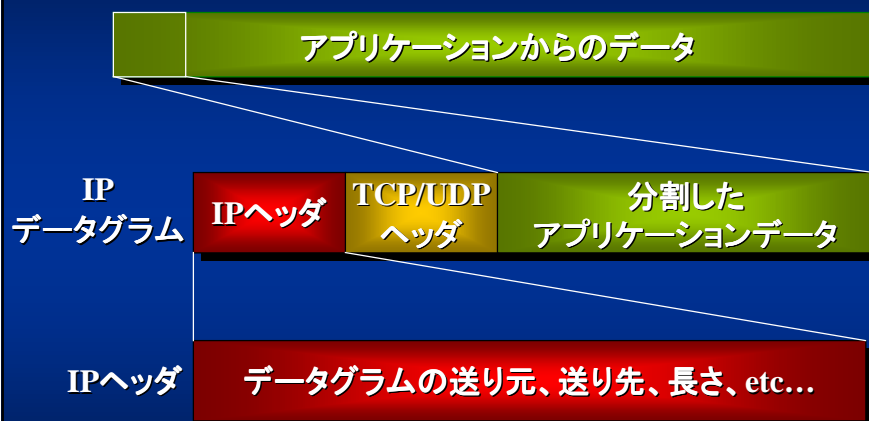 アプリケーションからのデータ
IP
データグラム
IPヘッダ
TCP/UDP
ヘッダ
分割した
アプリケーションデータ
IPヘッダ
データグラムの送り元、送り先、長さ、etc…